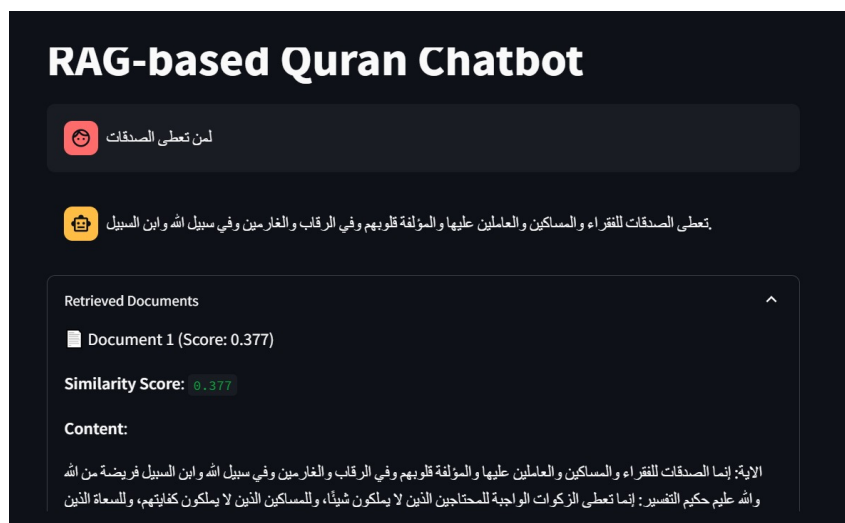 RAG-based Quran Chatbot
لمن تعطى الصدقات
تعطى الصدقات للفقراء والمساكين والعاملين عليها والمؤلفة قلوبهم وفي الرقاب والغارمين وفي سبيل الله وابن السبيل.
Retrieved Documents
Document 1 (Score: 0.377)
Similarity Score: 0.377
Content:
الاية: إنما الصدقات للفقراء والمساكين والعاملين عليها والمؤلفة قلوبهم وفي الرقاب والغارمين وفي سبيل الله وابن السبيل فريضة من الله
والله عليم حكيم التفسير: إنما تعطى الزكوات الواجبة للمحتاجين الذين لا يملكون شيئًا، وللمساكين الذين لا يملكون كفايتهم، وللسعاة الذين